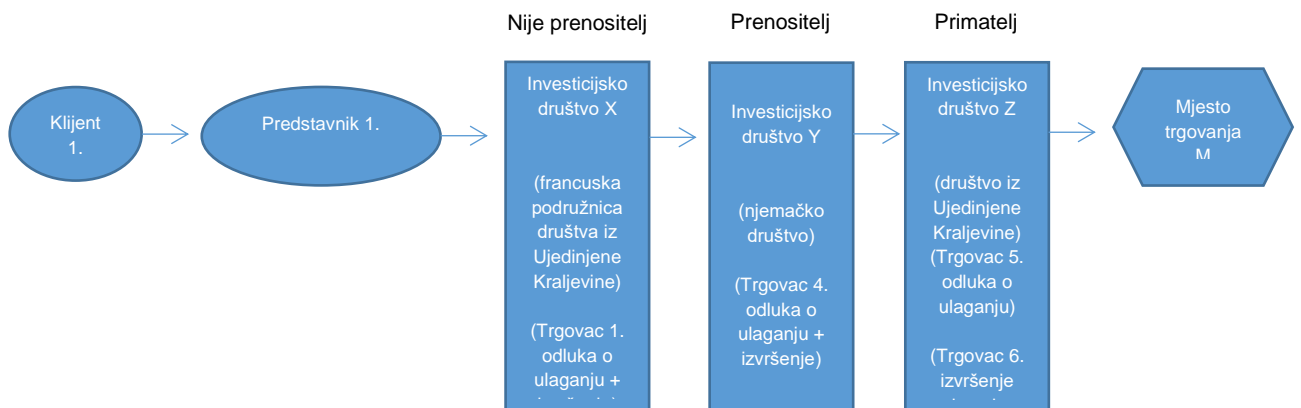 Nije prenositelj
Prenositelj
Primatelj
Klijent
1.
Predstavnik 1.
Investicijsko
društvo X
(francuska
podružnica
društva iz
Ujedinjene
Kraljevine)
(Trgovac 1.
odluka o
ulaganju +
Investicijsko
društvo Y
(njemačko
društvo)
(Trgovac 4.
odluka o
ulaganju +
izvršenje)
Investicijsko
društvo Z
(društvo iz
Ujedinjene
Kraljevine)
(Trgovac 5.
odluka o
ulaganju)
(Trgovac 6.
izvršenje
Mjesto
trgovanja
M